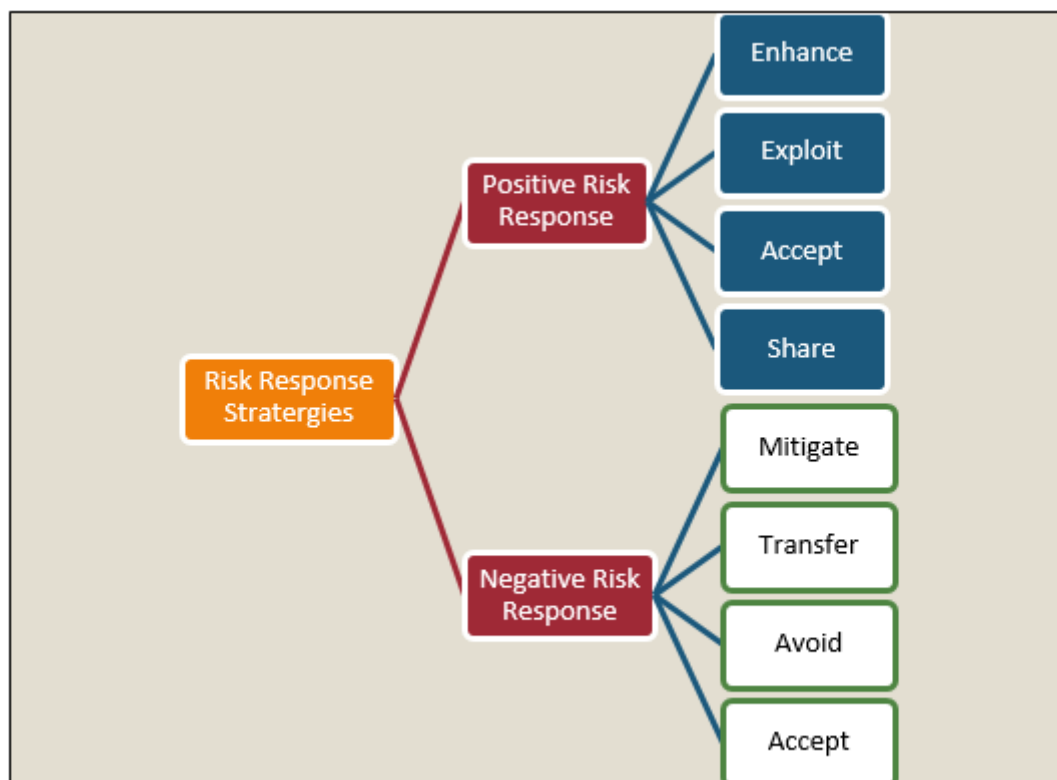 Enhance
Exploit
Positive Risk
Response
Accept
Share
Risk Response
Stratergies
Mitigate
Transfer
Negative Risk
Response
Avoid
Accept